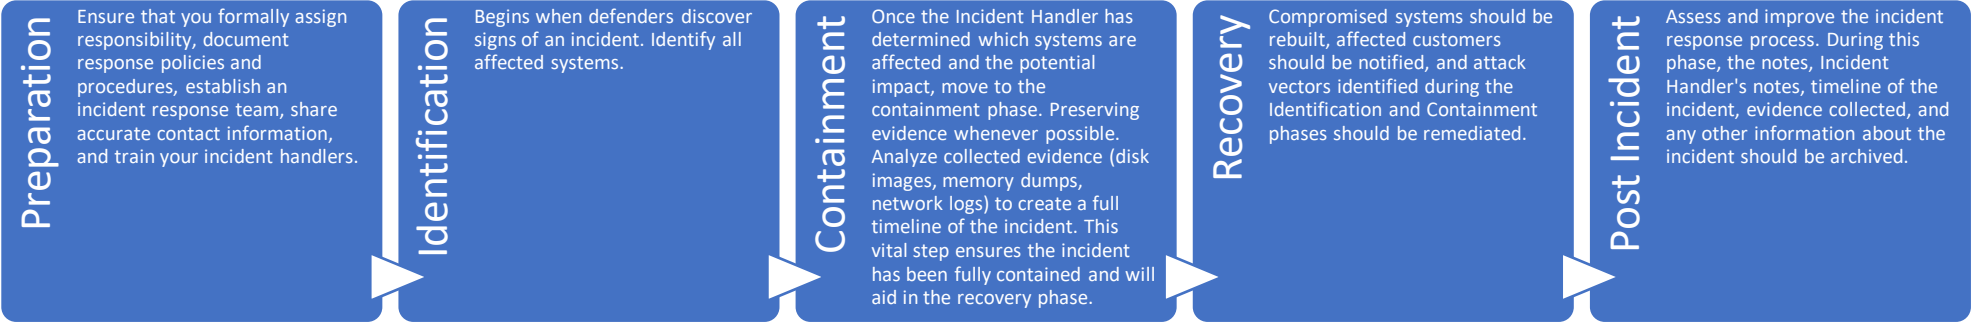 Preparation
Ensure that you formally assign
responsibility, document
response policies and
procedures, establish an
incident response team, share
accurate contact information,
and train your incident handlers.
Identification
Begins when defenders discover
signs of an incident. Identify all
affected systems.
Containment
Once the Incident Handler has
determined which systems are
affected and the potential
impact, move to the
containment phase. Preserving
evidence whenever possible.
Analyze collected evidence (disk
images, memory dumps,
network logs) to create a full
timeline of the incident. This
vital step ensures the incident
has been fully contained and will
aid in the recovery phase.
Recovery
Compromised systems should be
rebuilt, affected customers
should be notified, and attack
vectors identified during the
Identification and Containment
phases should be remediated.
Post Incident
Assess and improve the incident
response process. During this
phase, the notes, Incident
Handler's notes, timeline of the
incident, evidence collected, and
any other information about the
incident should be archived.